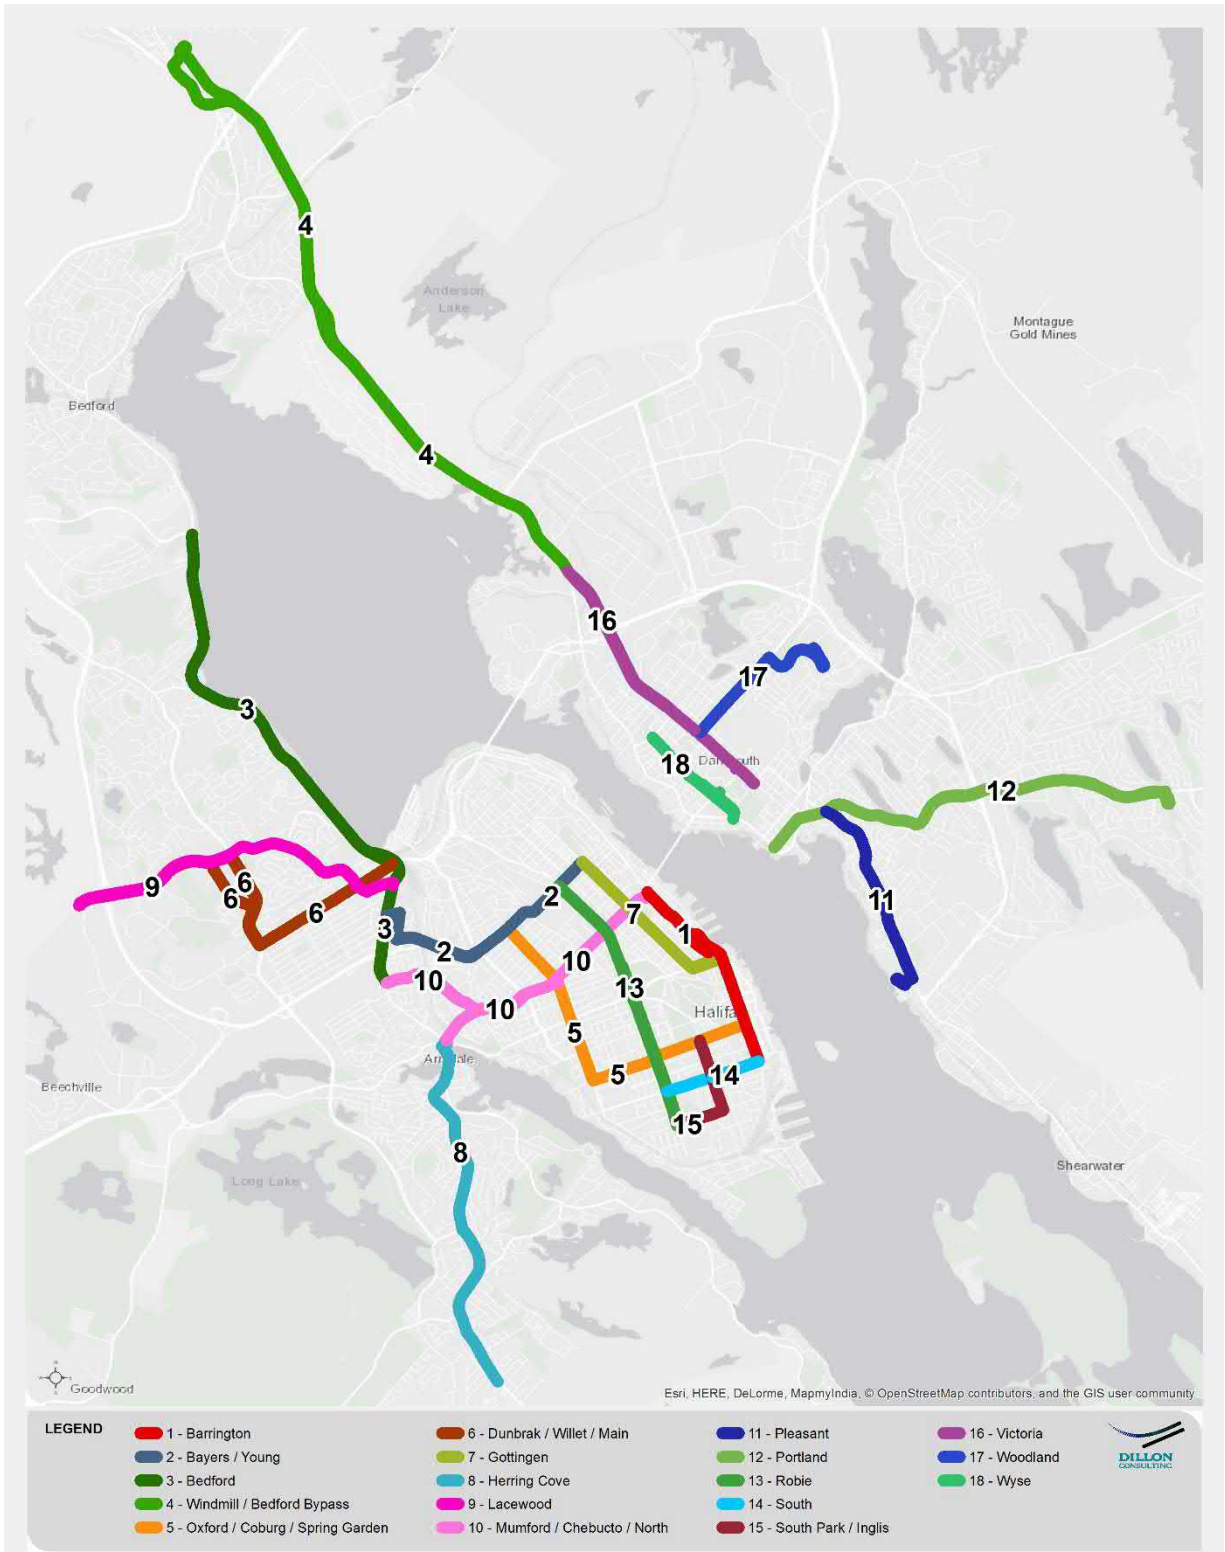 4
Anderson
Lake
Montague
Gold Mines
Bedford
4
16
17
3
18
Dartmouth
12
9
6
6
6
2
7
11
3
1
2
10
10
13
10
Halifa
5
Armdale
5
14
Beechville
15
8
Shearwater
Long Lake
N
Goodwood
Esri, HERE, DeLorme, MapmyIndia, © OpenStreetMap contributors, and the GIS user community
LEGEND
1 - Barrington
2 - Bayers / Young
3 - Bedford
4 - Windmill / Bedford Bypass
5 - Oxford / Coburg / Spring Garden
6 - Dunbrak / Willet / Main
7 - Gottingen
8 - Herring Cove
9 - Lacewood
10 - Mumford / Chebucto / North
11 - Pleasant
12 - Portland
13 - Robie
14 - South
15 - South Park / Inglis
16 - Victoria
17 - Woodland
18 - Wyse
DILLON
CONSULTING